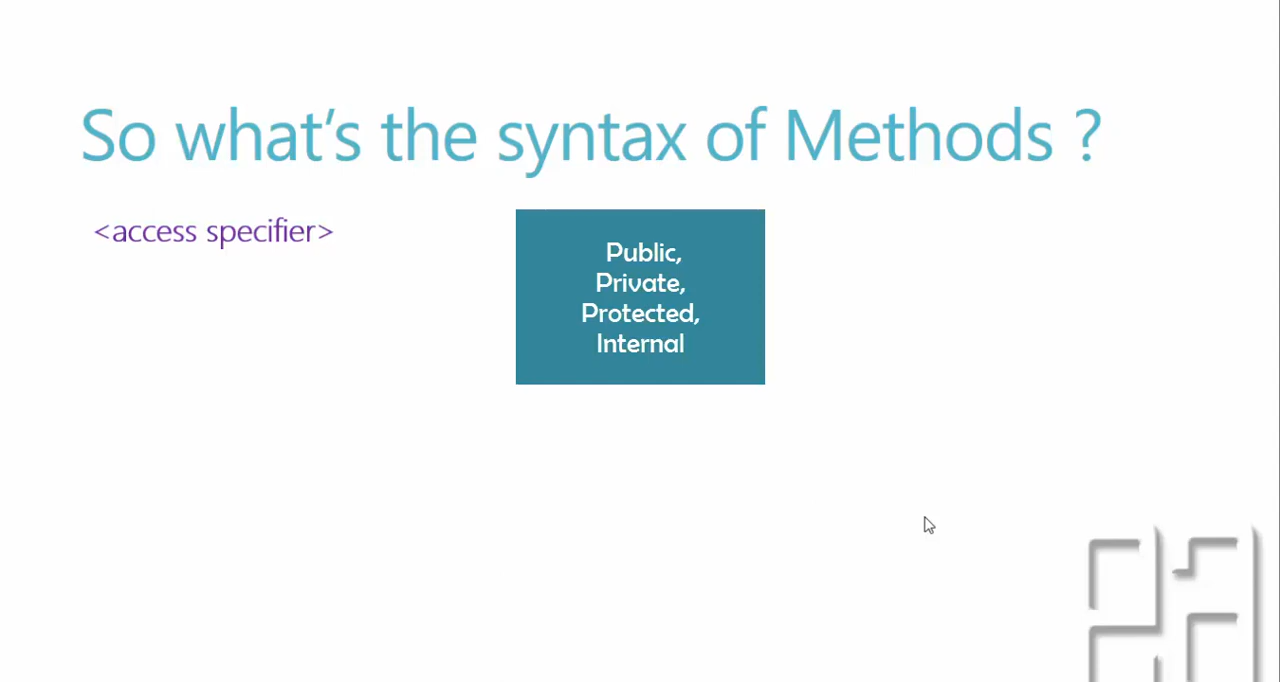 So what's the syntax of Methods ?
<access specifier>
Public,
Private,
Protected,
Internal